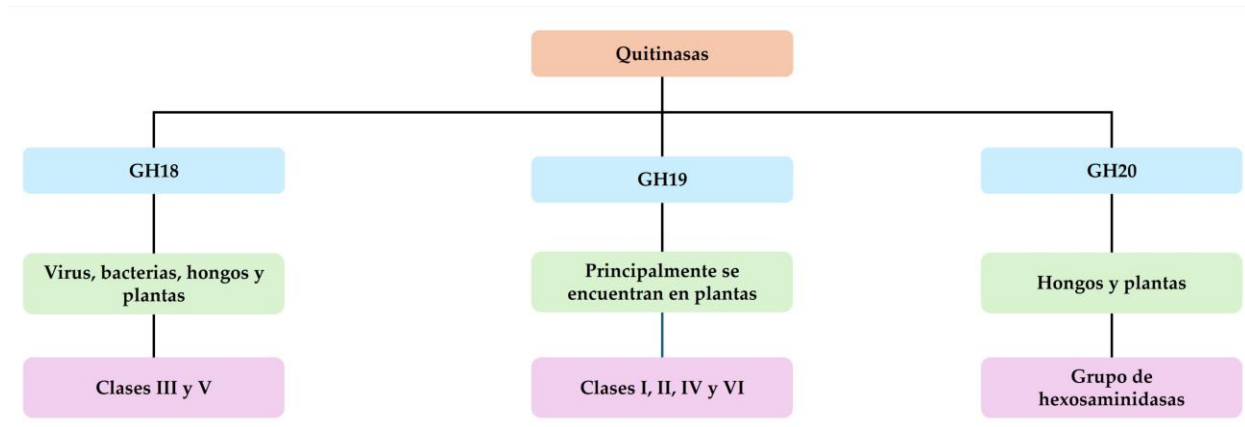 Quitinasas
GH18
GH19
GH20
Virus, bacterias, hongos y
plantas
Principalmente se
encuentran en plantas
Hongos y plantas
Clases III y V
Clases I, II, IV y VI
Grupo de
hexosaminidasas